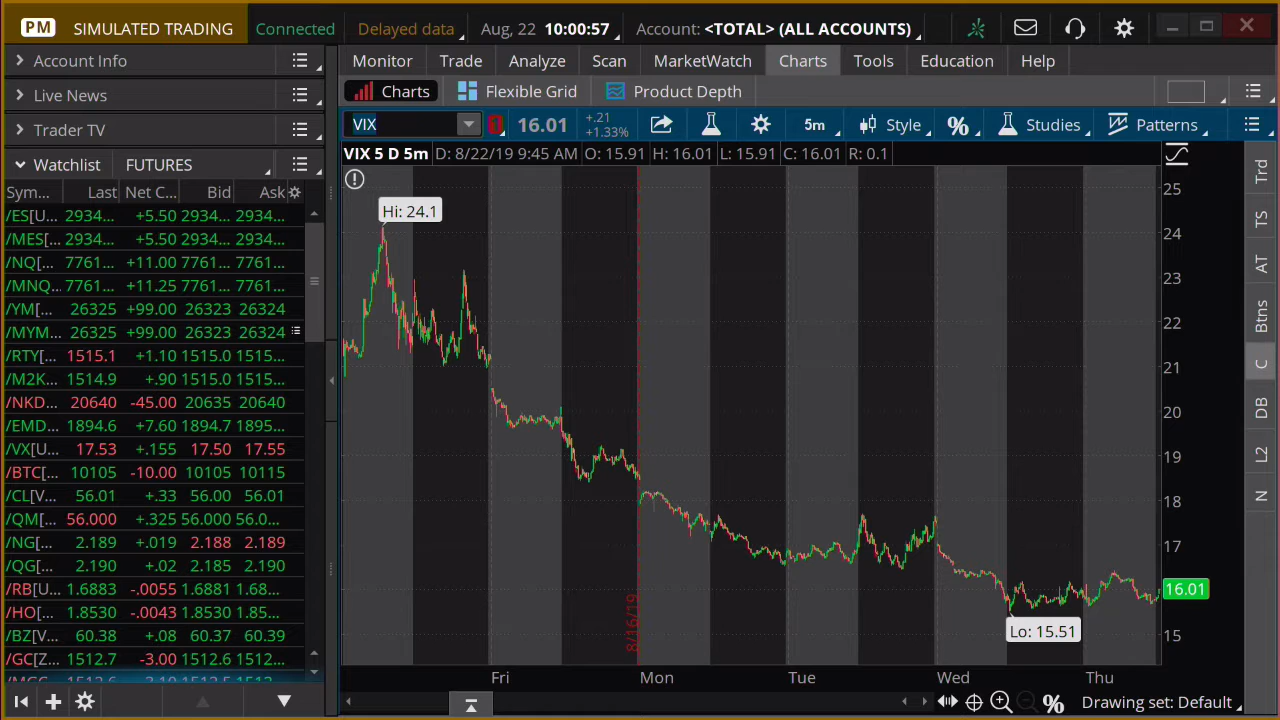 PM SIMULATED TRADING Connected Delayed data Aug, 22 10:00:57 Account: <TOTAL> (ALL ACCOUNTS)
Account Info
Live News
Trader TV
Watchlist FUTURES
Sym... Last Net C... Bid Ask
/ES[U... 2934... +5.50 2934... 2934...
/MES[... 2934... +5.50 2934... 2934...
/NQ[... 7761... +11.00 7761... 7761...
/MNQ... 7761... +11.25 7761... 7761...
/YM[... 26325 +99.00 26323 26324
/MYM... 26325 +99.00 26323 26324
/RTY[... 1515.1 +1.10 1515.0 1515...
/M2K... 1514.9 +.90 1515.0 1515...
/NKD... 20640 -45.00 20635 20640
/EMD... 1894.6 +7.60 1894.7 1895...
/VX[U... 17.53 +.155 17.50 17.55
/BTC[... 10105 -10.00 10105 10115
/CL[V... 56.01 +.33 56.00 56.01
/QM[... 56.000 +.325 56.000 56.0...
/NG[... 2.189 +.019 2.188 2.189
/QG[... 2.190 +.02 2.185 2.190
/RB[U... 1.6883 -.0055 1.6881 1.68...
/HO[... 1.8530 -.0043 1.8530 1.85...
/BZ[V... 60.38 +.08 60.37 60.39
/GC[Z... 1512.7 -3.00 1512.6 1512...
Monitor Trade Analyze Scan MarketWatch Charts Tools Education Help
Charts Flexible Grid Product Depth
VIX 16.01 +.21 +1.33% 5m Style % Studies Patterns
VIX 5 D 5m D: 8/22/19 9:45 AM O: 15.91 H: 16.01 L: 15.91 C: 16.01 R: 0.1
Hi: 24.1
25
24
23
22
21
20
19
18
17
16.01
15
Lo: 15.51
8/16/19
Fri Mon Tue Wed Thu
% Drawing set: Default
Trd
TS
AT
Btns
C
DB
L2
N